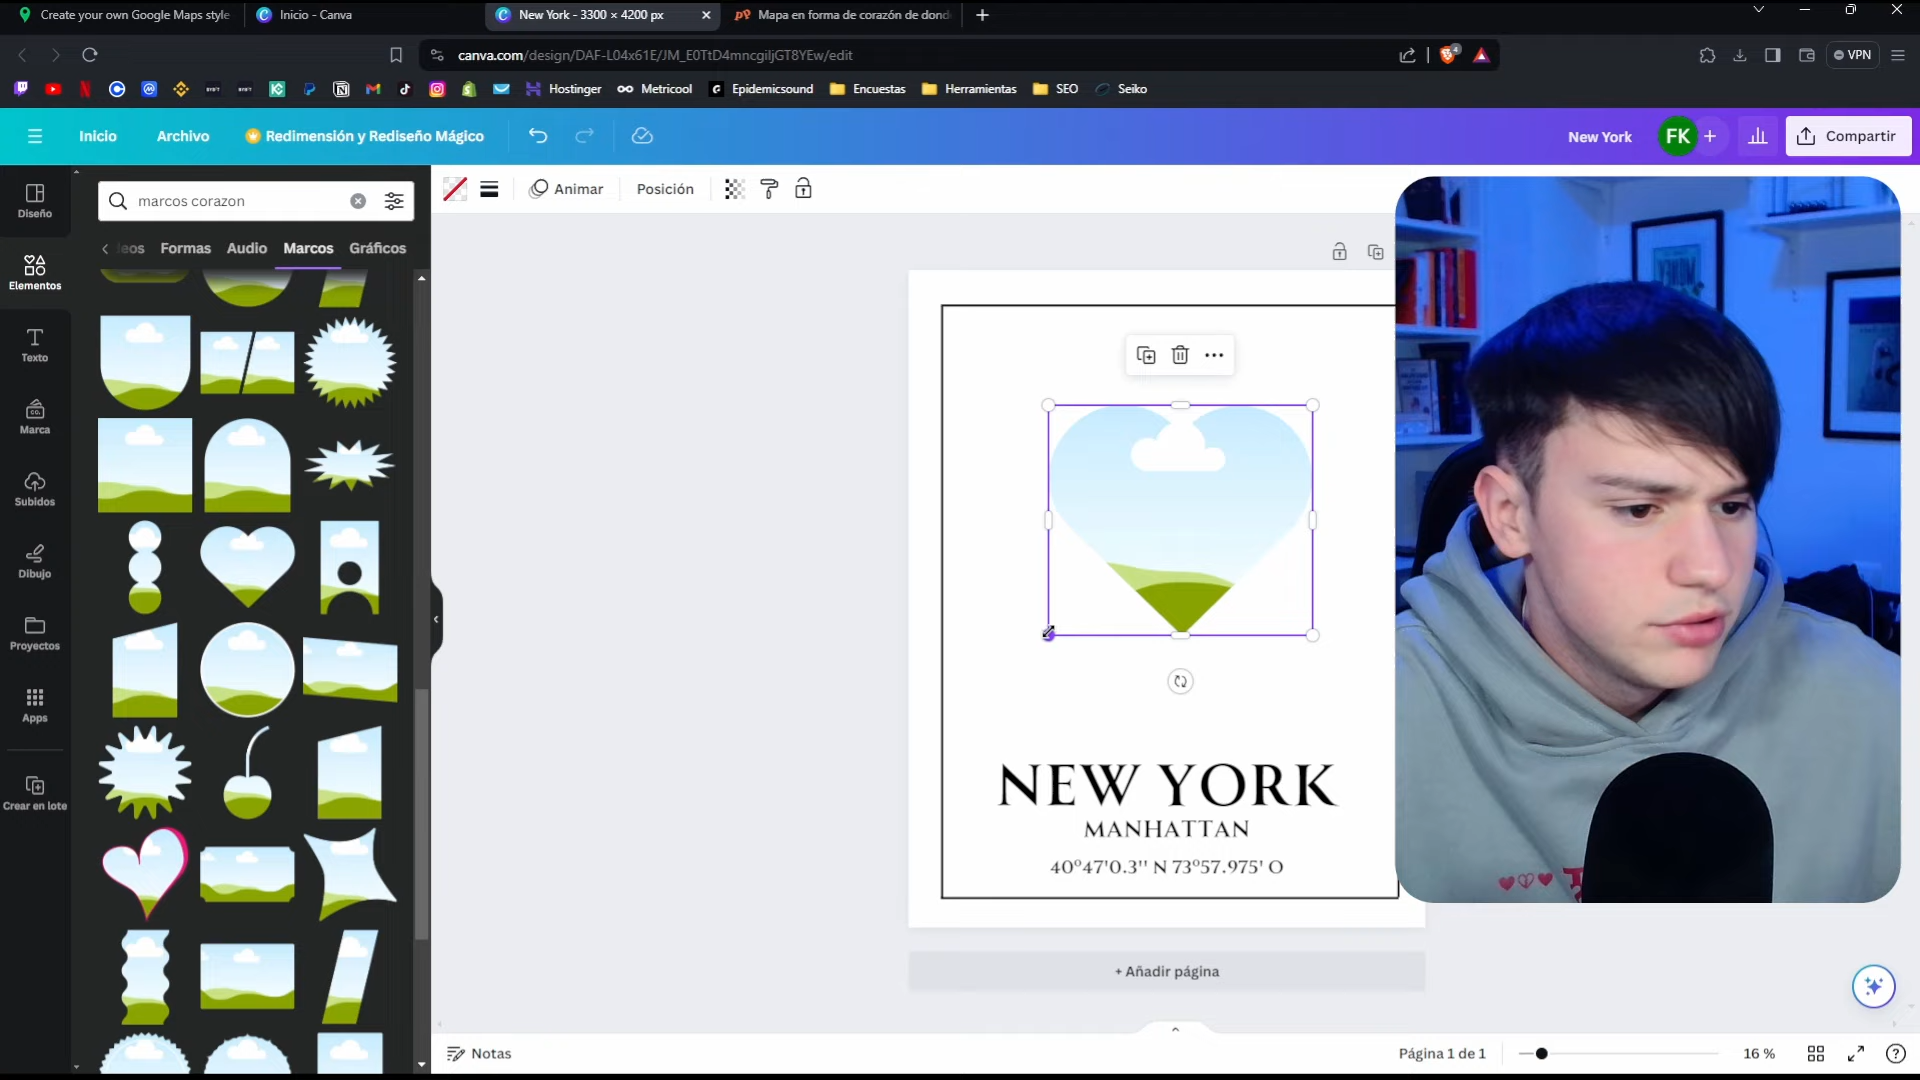 Create your own Google Maps style
Inicio - Canva
New York - 3300 × 4200 px
Mapa en forma de corazón de dond
canva.com/design/DAF-L04x61E/JM_E0TtD4mncgiljGT8YEw/edit
VPN
Hostinger
Metricool
Epidemicsound
Encuestas
Herramientas
SEO
Seiko
Inicio
Archivo
Redimensión y Rediseño Mágico
New York
FK
Compartir
Diseño
Elementos
Texto
Marca
Subidos
Dibujo
Proyectos
Apps
Crear en lote
marcos corazon
eos
Formas
Audio
Marcos
Gráficos
Animar
Posición
NEW YORK
MANHATTAN
40°47'0.3'' N 73°57.975' O
+ Añadir página
Notas
Página 1 de 1
16 %